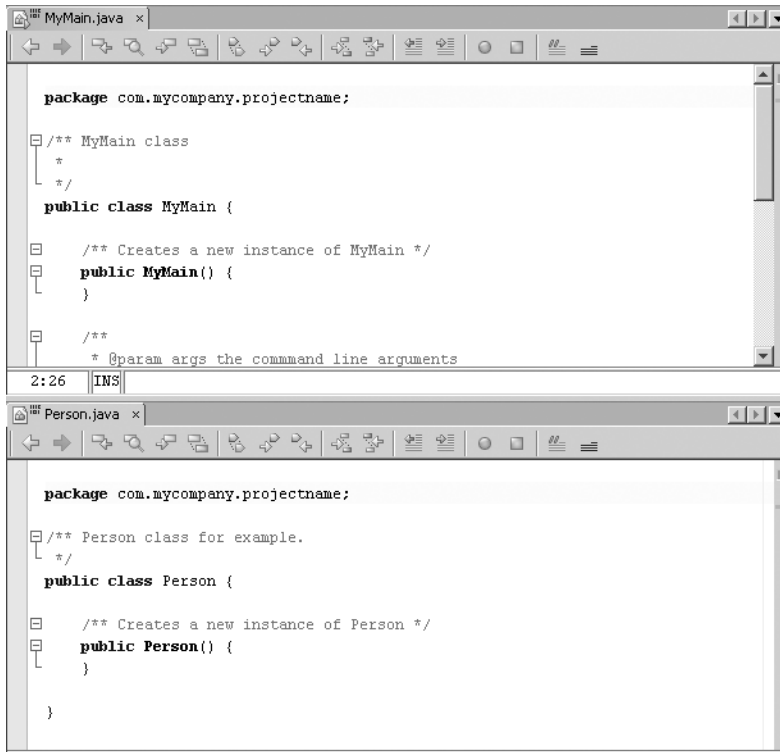 MyMain.java
package com.mycompany.projectname;
/** MyMain class
*
*/
public class MyMain {
/** Creates a new instance of MyMain */
public MyMain() {
}
/**
* @param args the commmand line arguments
2:26 INS
Person.java
package com.mycompany.projectname;
/** Person class for example.
*/
public class Person {
/** Creates a new instance of Person */
public Person() {
}
}